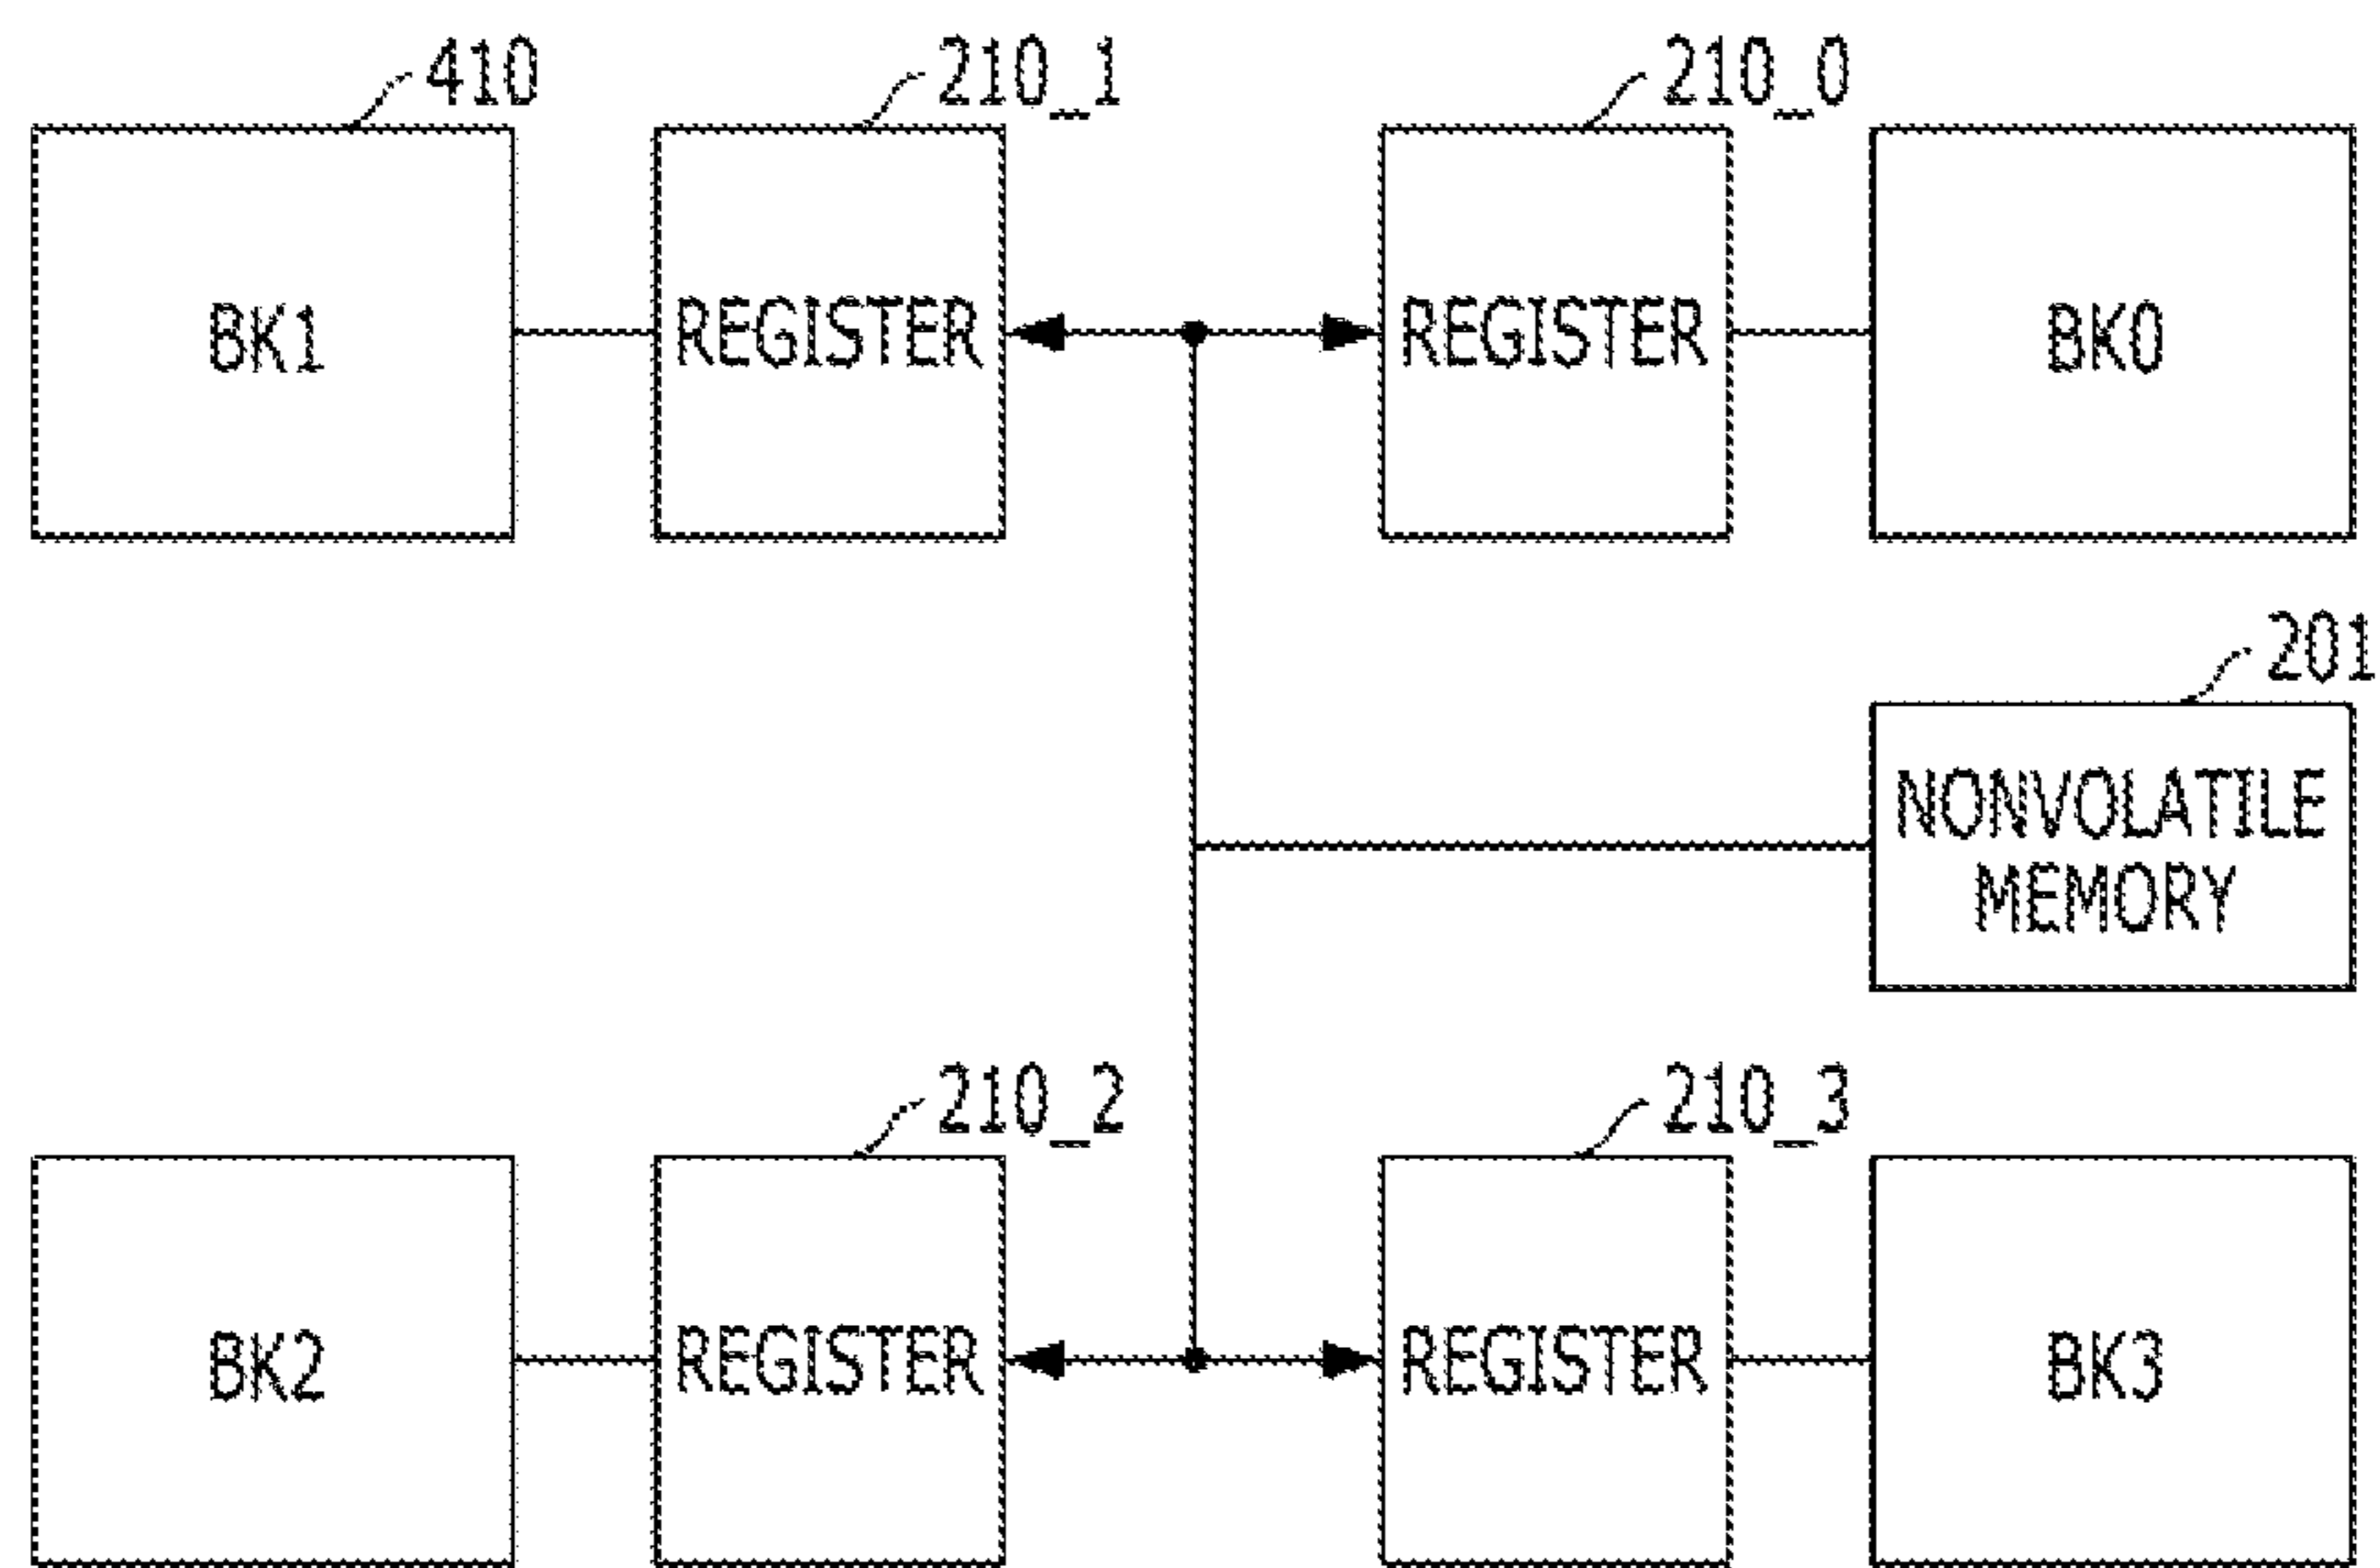 410
210_1
210_0
BK1
REGISTER
REGISTER
BK0
201
NONVOLATILE
MEMORY
210_2
210_3
BK2
REGISTER
REGISTER
BK3